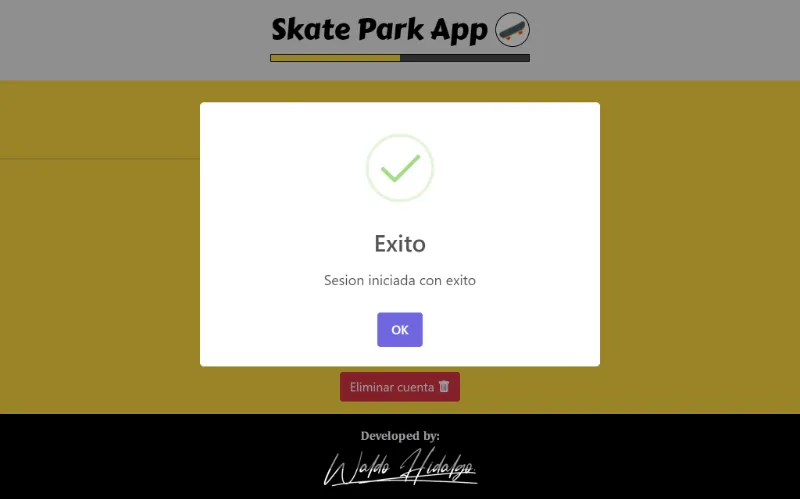 Skate Park App
Exito
Sesion iniciada con exito
OK
Eliminar cuenta
Developed by:
Waldo Hidalgo